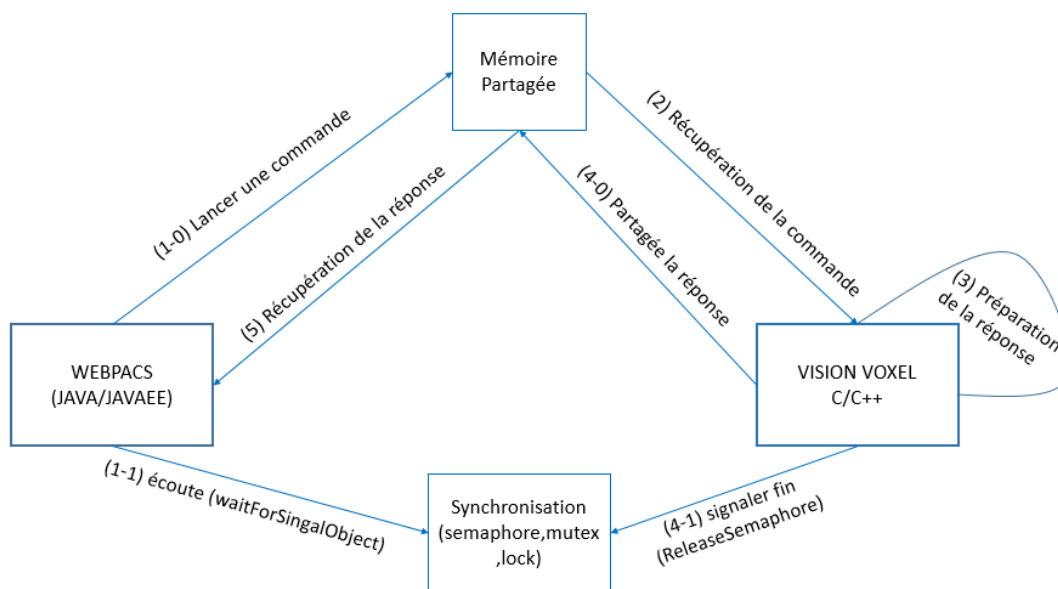 Mémoire
Partagée
(1-0) Lancer une commande
(2) Récupération de la commande
(4-0) Partagée la réponse
(5) Récupération de la réponse
(3) Préparation
de la réponse
WEBPACS
(JAVA/JAVAEE)
VISION VOXEL
C/C++
(1-1) écoute (waitForSingalObject)
(4-1) signaler fin
(ReleaseSemaphore)
Synchronisation
(semaphore,mutex
,lock)